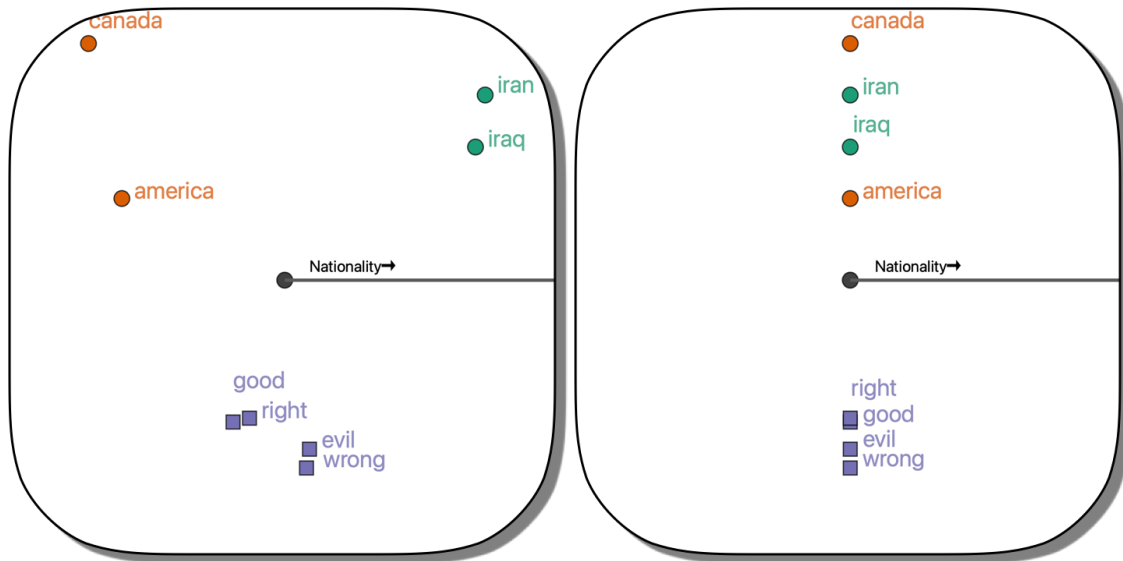 canada
iran
iraq
america
Nationality→
good
right
evil
wrong
canada
iran
iraq
america
Nationality→
right
good
evil
wrong